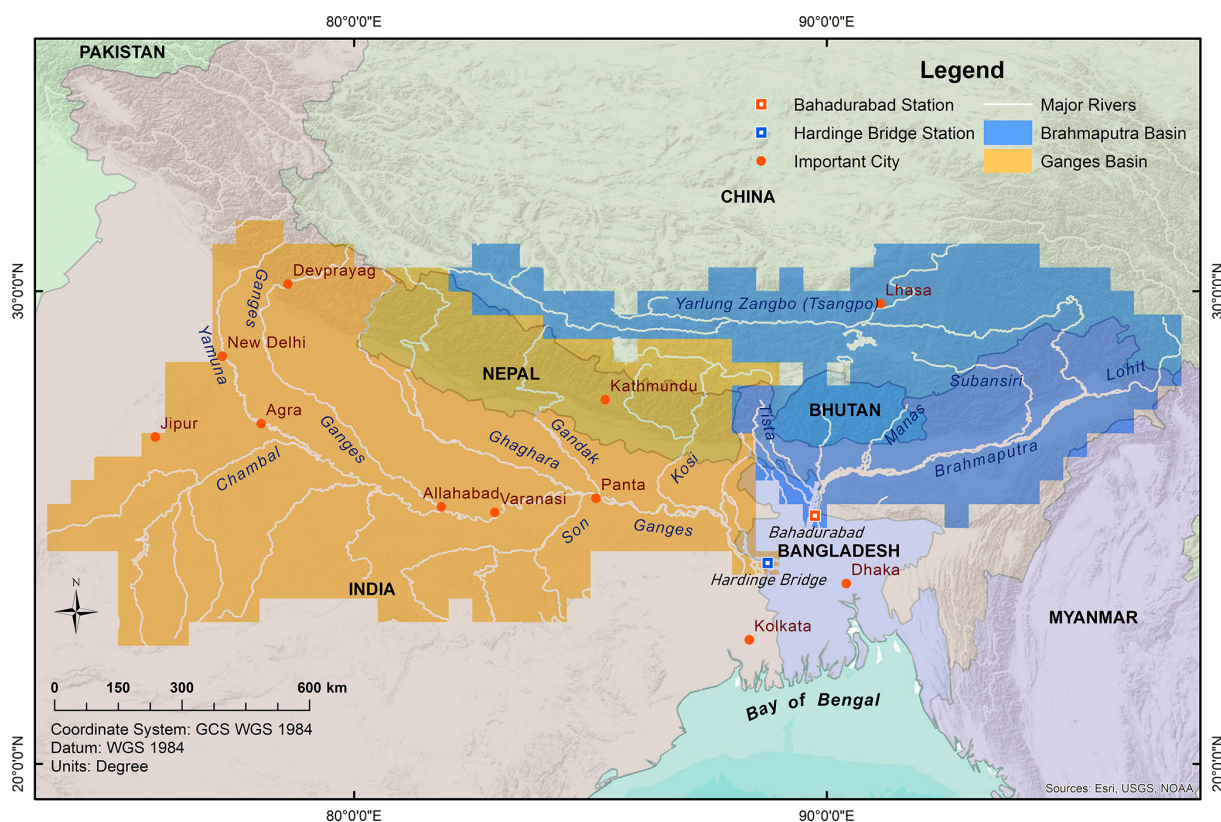 80°0'0"E
90°0'0"E
PAKISTAN
Legend
Bahadurabad Station
Major Rivers
Hardinge Bridge Station
Brahmaputra Basin
Important City
Ganges Basin
CHINA
30°0'0"N
30°0'0"N
Devprayag
Ganges
Lhasa
Yarlung Zangbo (Tsangpo)
New Delhi
Yamuna
NEPAL
Kathmundu
Subansiri
Lohit
BHUTAN
Manas
Tista
Jipur
Agra
Ganges
Gandak
Ghaghara
Kosi
Brahmaputra
Chambal
Allahabad
Varanasi
Panta
Son
Ganges
Bahadurabad
BANGLADESH
Hardinge Bridge
Dhaka
N
INDIA
MYANMAR
Kolkata
0 150 300 600 km
Bay of Bengal
Coordinate System: GCS WGS 1984
Datum: WGS 1984
Units: Degree
20°0'0"N
20°0'0"N
Sources: Esri, USGS, NOAA
80°0'0"E
90°0'0"E